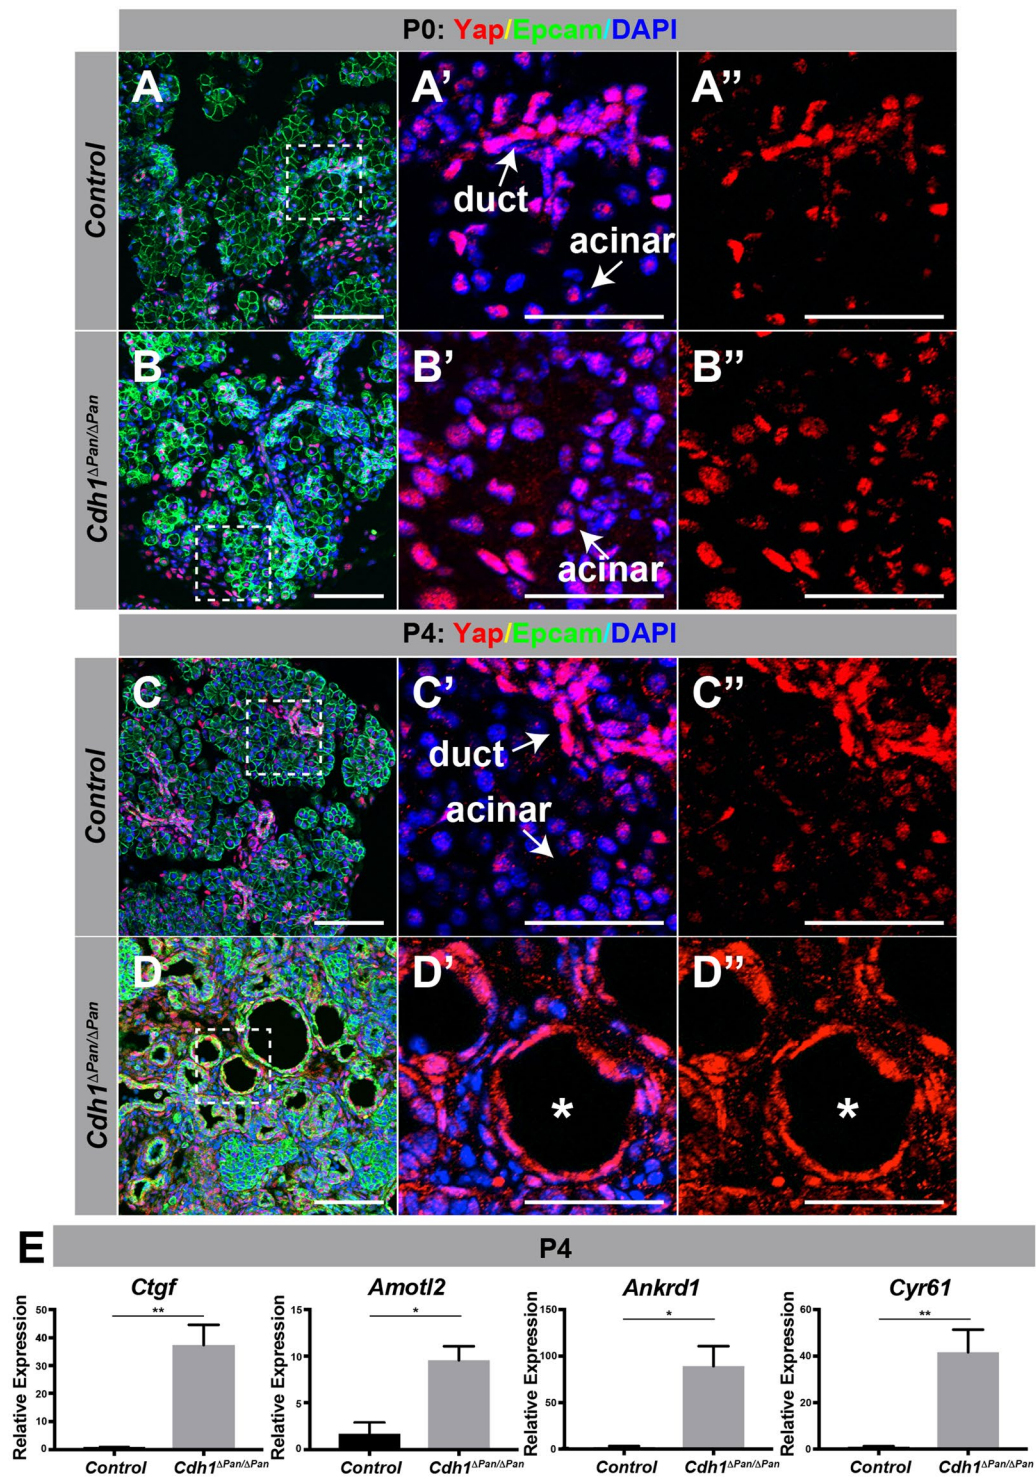 P0: Yap/Epcam/DAPI
Control
A
A’
duct
acinar
A”
Cdh1ΔPan/ΔPan
B
B’
acinar
B”
P4: Yap/Epcam/DAPI
Control
C
C’
duct
acinar
C”
Cdh1ΔPan/ΔPan
D
D’
*
D”
*
E
P4
Ctgf
Relative Expression
50
40
30
20
10
0
**
Control
Cdh1ΔPan/ΔPan
Amotl2
Relative Expression
15
10
5
0
*
Control
Cdh1ΔPan/ΔPan
Ankrd1
Relative Expression
150
100
50
0
*
Control
Cdh1ΔPan/ΔPan
Cyr61
Relative Expression
60
40
20
0
**
Control
Cdh1ΔPan/ΔPan